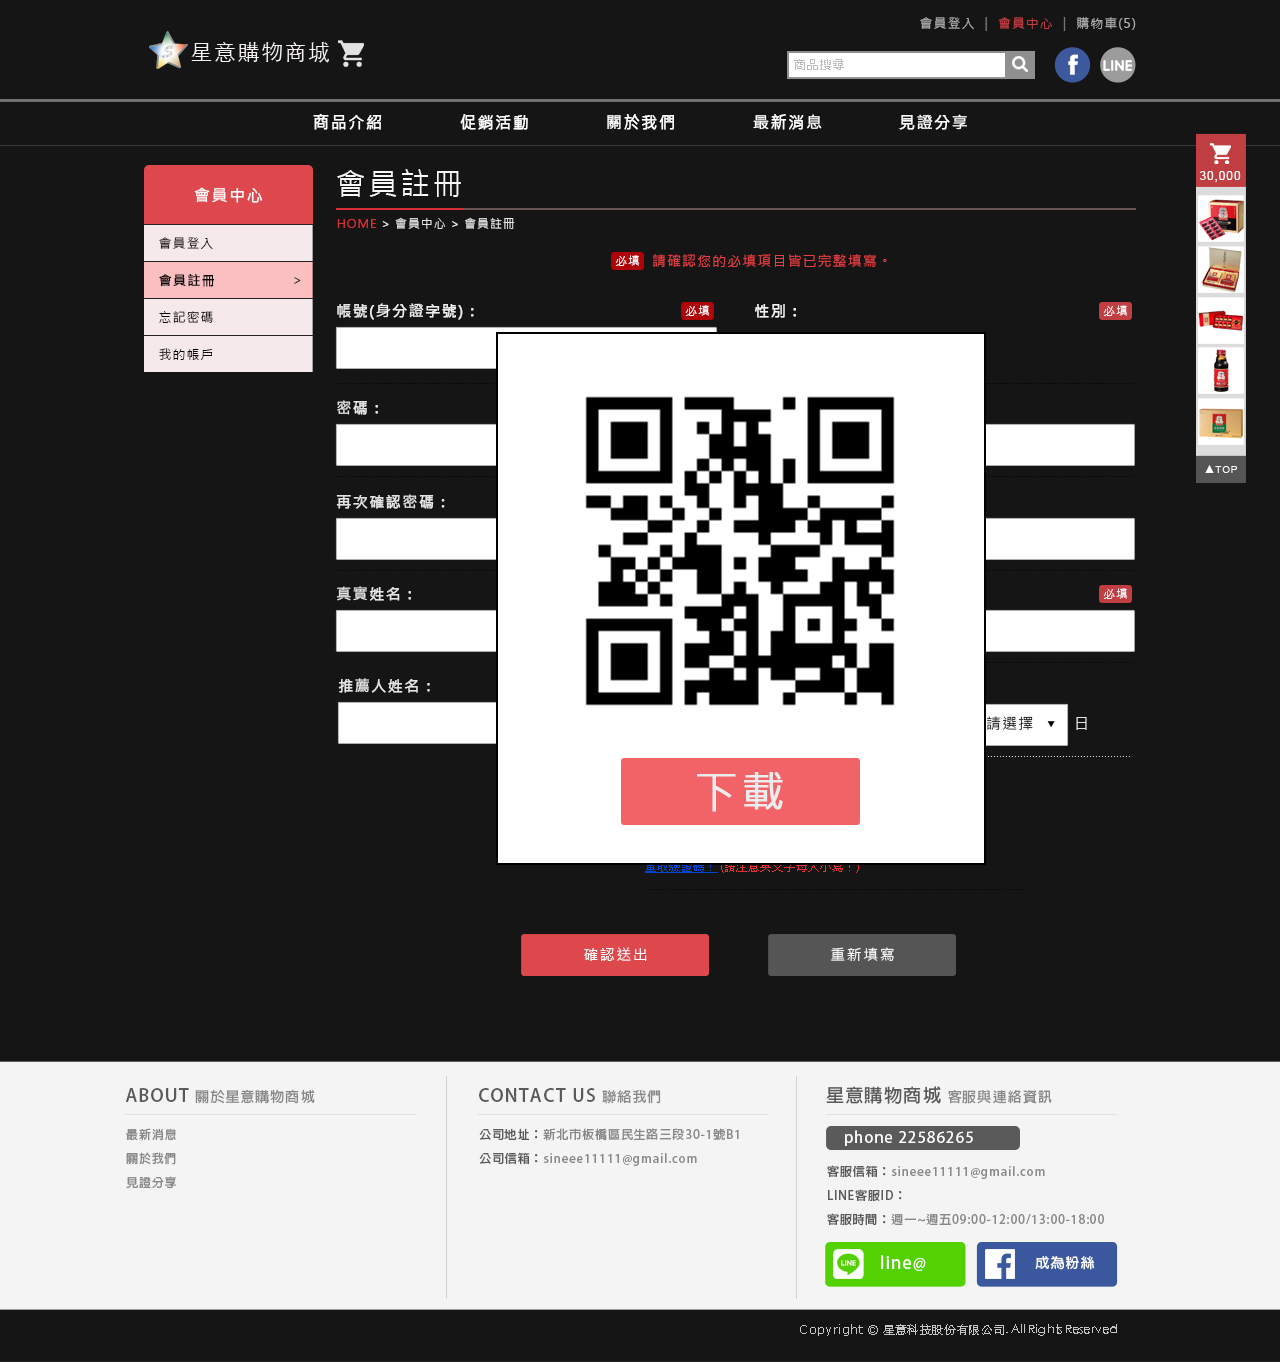 會員登入 | 會員中心 | 購物車(5)
S 星意購物商城
商品搜尋
f LINE
商品介紹 促銷活動 關於我們 最新消息 見證分享
30,000
▲TOP
會員中心
會員登入
會員註冊 >
忘記密碼
我的帳戶
會員註冊
HOME > 會員中心 > 會員註冊
必填 請確認您的必填項目皆已完整填寫。
帳號(身分證字號)： 必填 性別： 必填
密碼：
再次確認密碼：
真實姓名： 必填
推薦人姓名：
請選擇 ▼ 日
下載
重取驗證碼！ (請注意英文字母大小寫！)
確認送出 重新填寫
ABOUT 關於星意購物商城
最新消息
關於我們
見證分享
CONTACT US 聯絡我們
公司地址：新北市板橋區民生路三段30-1號B1
公司信箱：sineee11111@gmail.com
星意購物商城 客服與連絡資訊
phone 22586265
客服信箱：sineee11111@gmail.com
LINE客服ID：
客服時間：週一~週五09:00-12:00/13:00-18:00
LINE line@ f 成為粉絲
Copyright © 星意科技股份有限公司. All Rights Reserved